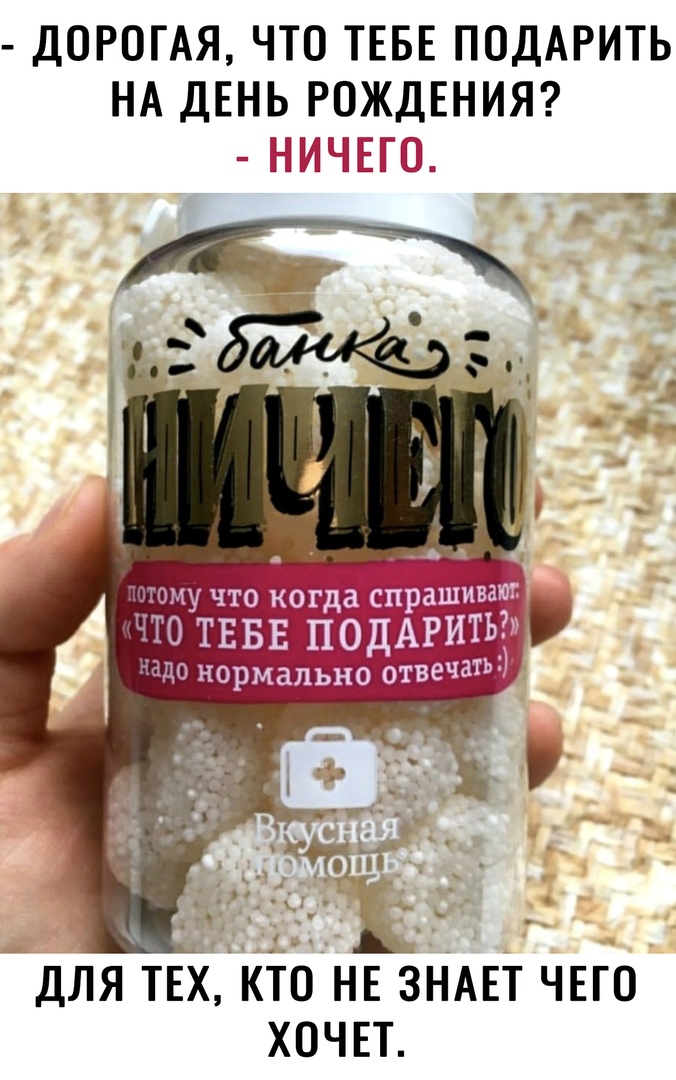 - ДОРОГАЯ, ЧТО ТЕБЕ ПОДАРИТЬ
НА ДЕНЬ РОЖДЕНИЯ?
- НИЧЕГО.
банка
НИЧЕГО
потому что когда спрашивают:
«ЧТО ТЕБЕ ПОДАРИТЬ?»
надо нормально отвечать :)
Вкусная
помощь®
ДЛЯ ТЕХ, КТО НЕ ЗНАЕТ ЧЕГО
ХОЧЕТ.